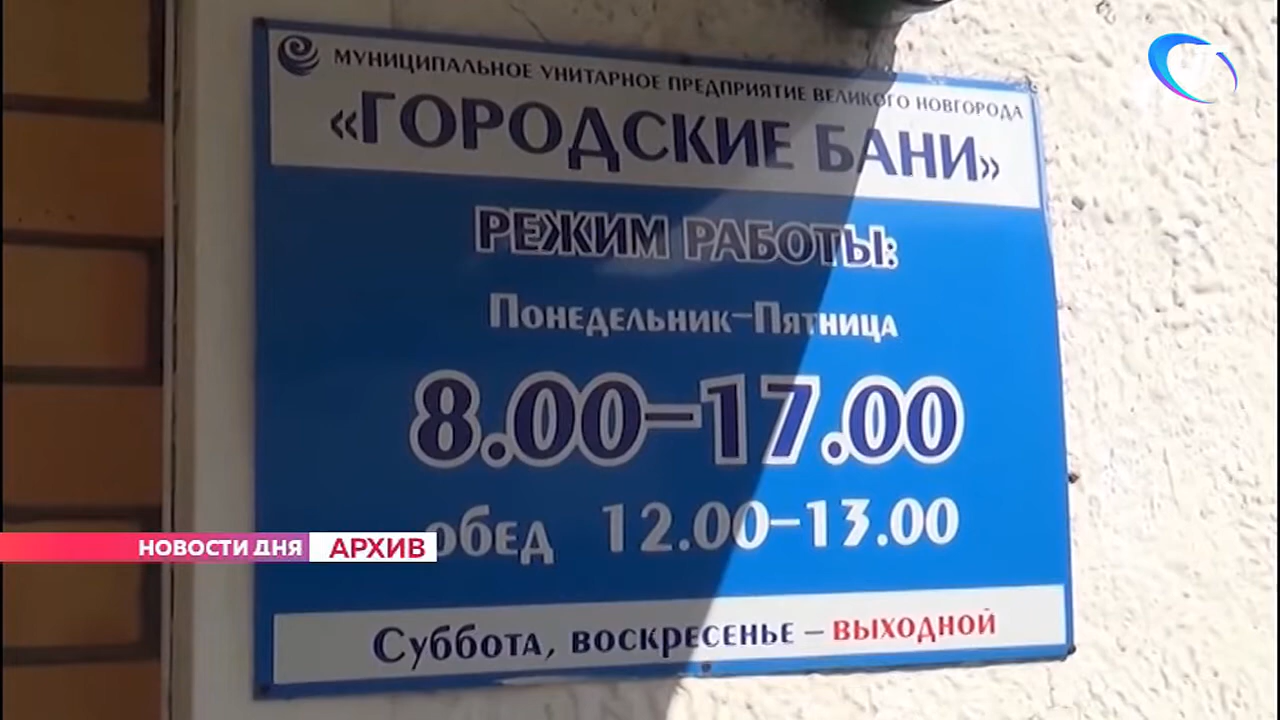 МУНИЦИПАЛЬНОЕ УНИТАРНОЕ ПРЕДПРИЯТИЕ ВЕЛИКОГО НОВГОРОДА
«ГОРОДСКИЕ БАНИ»
РЕЖИМ РАБОТЫ:
Понедельник–Пятница
8.00–17.00
обед 12.00–13.00
НОВОСТИ ДНЯ АРХИВ
Суббота, воскресенье – ВЫХОДНОЙ